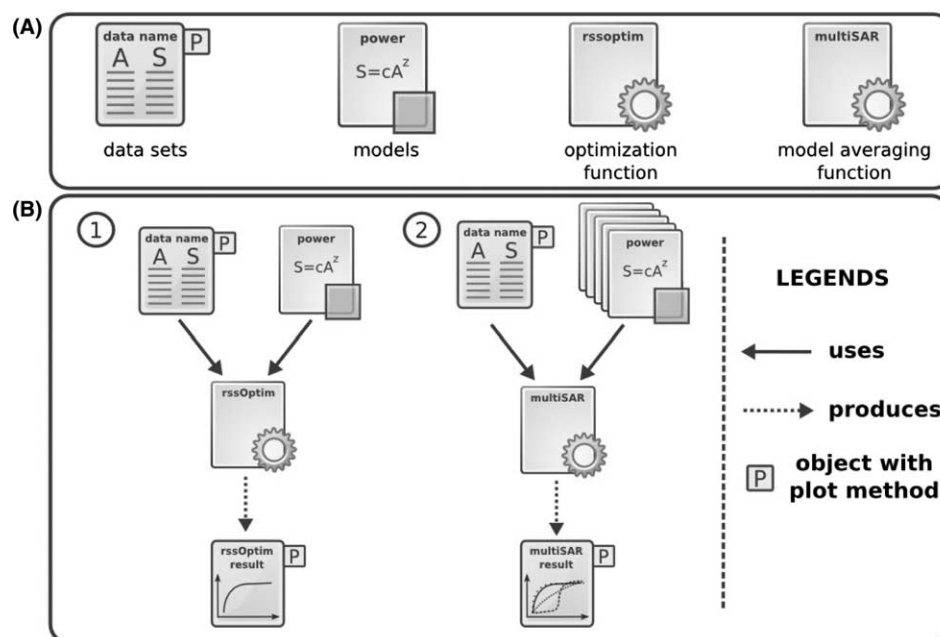 (A)
data name
A S
P
data sets
power
S=cA^z
models
rssoptim
optimization
function
multiSAR
model averaging
function
(B)
1
data name
A S
P
power
S=cA^z
rssOptim
rssOptim
result
P
2
data name
A S
P
power
S=cA^z
multiSAR
multiSAR
result
P
LEGENDS
uses
produces
P
object with
plot method